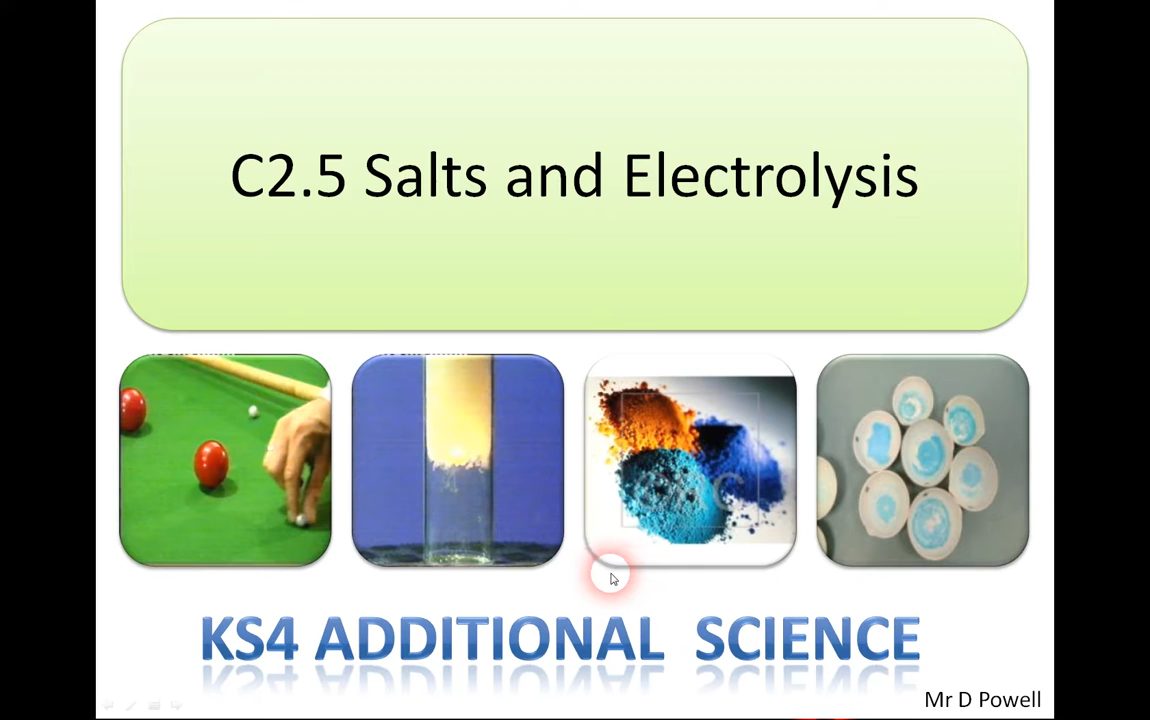 C2.5 Salts and Electrolysis
KS4 ADDITIONAL SCIENCE
Mr D Powell